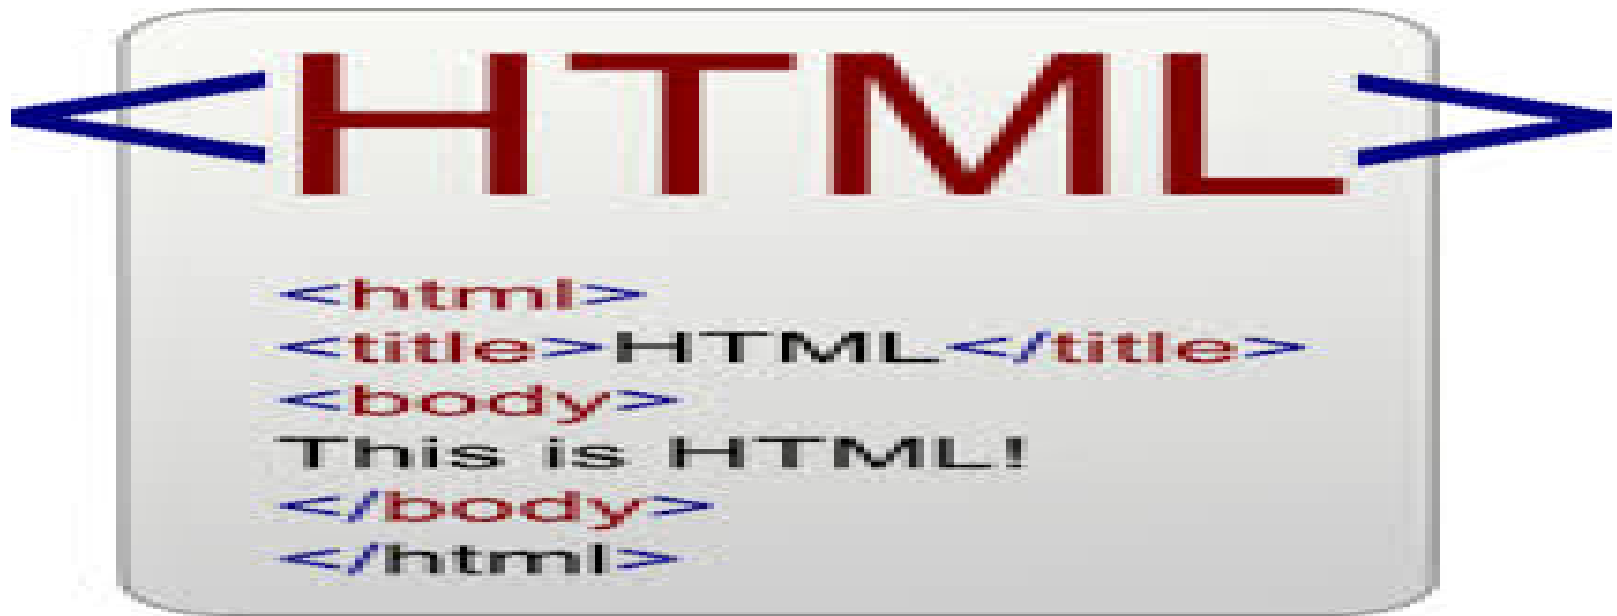 <HTML>
<html>
<title>HTML</title>
<body>
This is HTML!
</body>
</html>